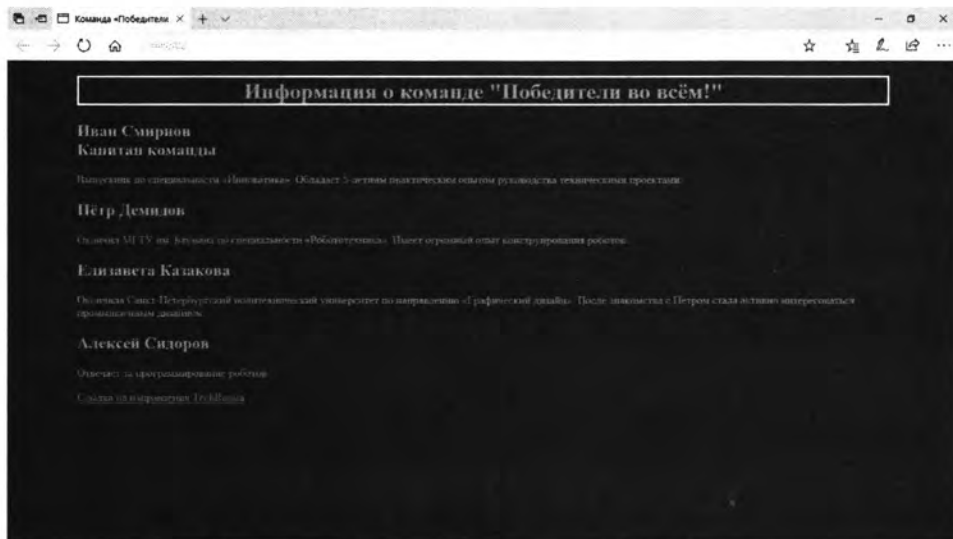 Команда «Победители
Информация о команде "Победители во всём!"
Иван Смирнов
Капитан команды
Выпускник по специальности «Инноватика». Обладает 5-летним практическим опытом руководства техническими проектами.
Пётр Демидов
Окончил МГТУ им. Баумана по специальности «Робототехника». Имеет огромный опыт конструирования роботов.
Елизавета Казакова
Окончила Санкт-Петербургский политехнический университет по направлению «Графический дизайн». После знакомства с Петром стала активно интересоваться
промышленным дизайном.
Алексей Сидоров
Отвечает за программирование роботов.
Ссылка на